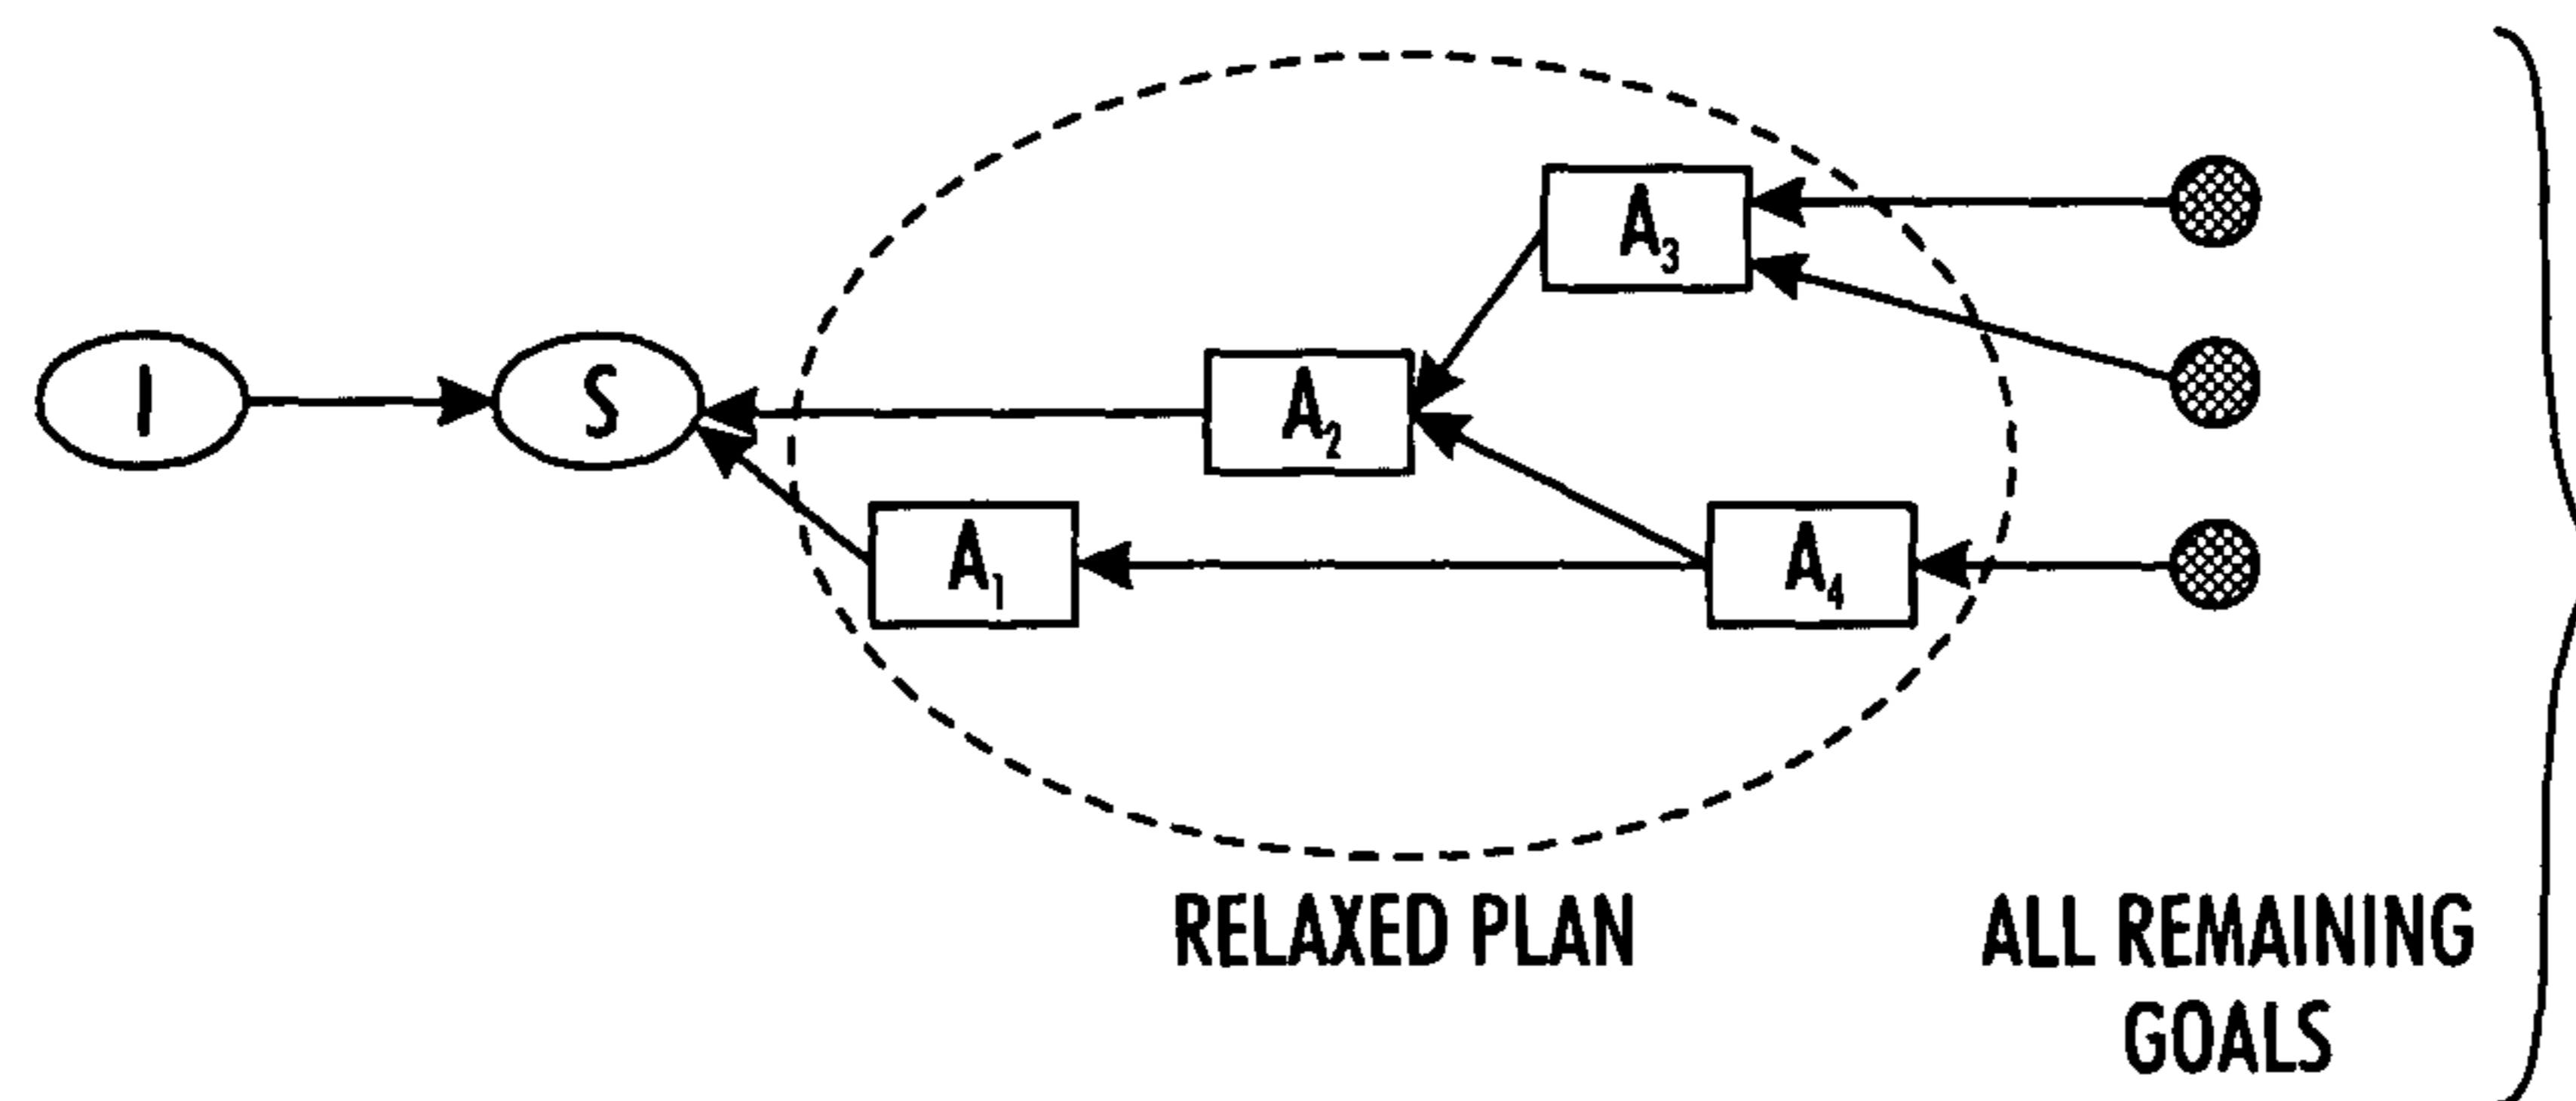 I
S
A₃
A₂
A₁
A₄
RELAXED PLAN
ALL REMAINING
GOALS